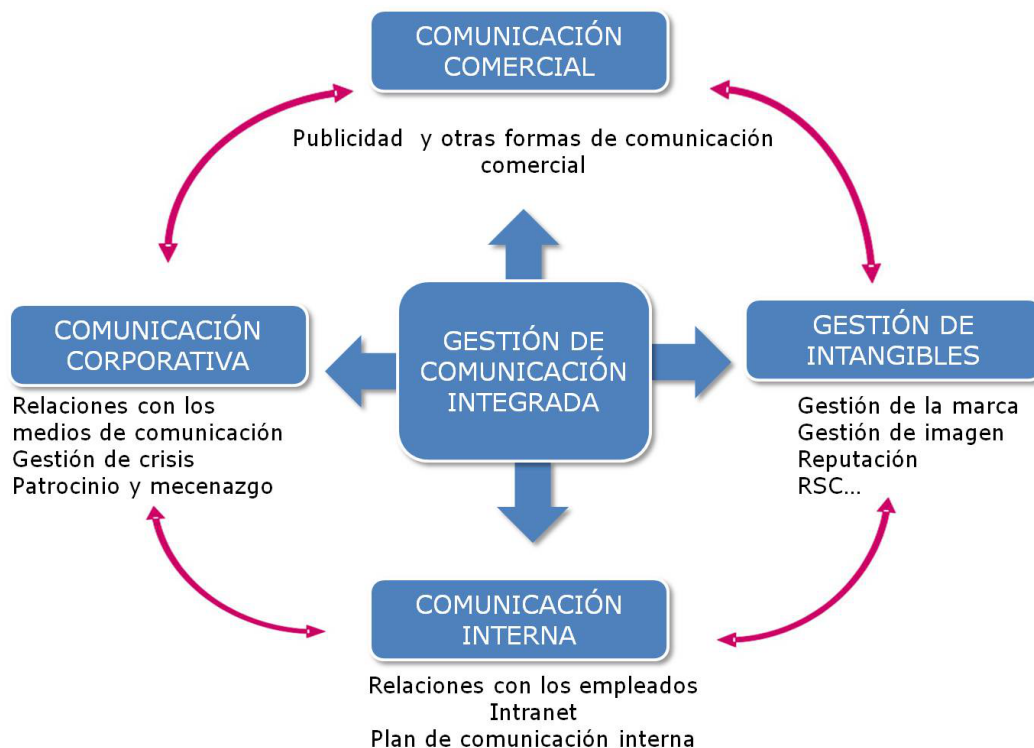 COMUNICACIÓN
COMERCIAL
Publicidad y otras formas de comunicación
comercial
COMUNICACIÓN
CORPORATIVA
Relaciones con los
medios de comunicación
Gestión de crisis
Patrocinio y mecenazgo
GESTIÓN DE
COMUNICACIÓN
INTEGRADA
GESTIÓN DE
INTANGIBLES
Gestión de la marca
Gestión de imagen
Reputación
RSC...
COMUNICACIÓN
INTERNA
Relaciones con los empleados
Intranet
Plan de comunicación interna